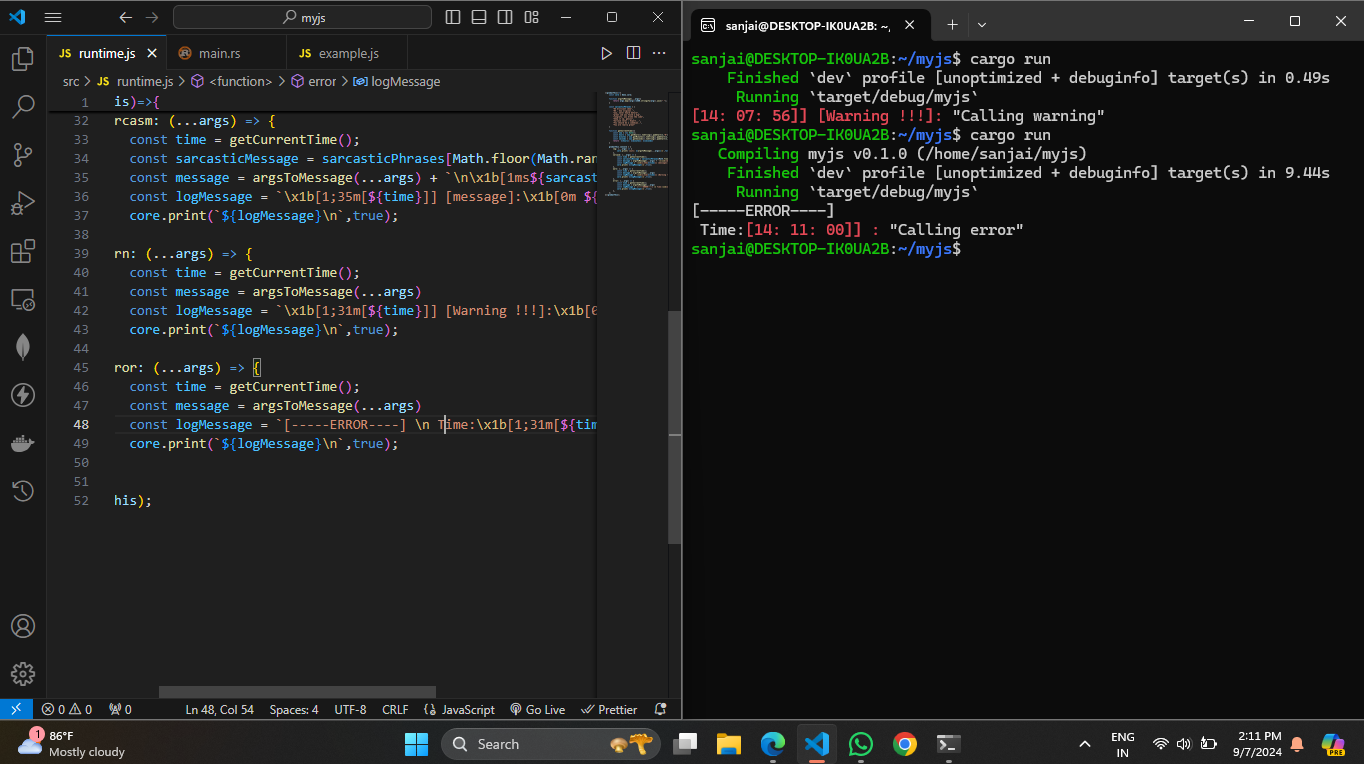 myjs
JS runtime.js
main.rs
JS example.js
src > JS runtime.js > <function> > error > logMessage
1 is)=>{
32 rcasm: (...args) => {
33 const time = getCurrentTime();
34 const sarcasticMessage = sarcasticPhrases[Math.floor(Math.ran
35 const message = argsToMessage(...args) + `\n\x1b[1ms${sarcast
36 const logMessage = `\x1b[1;35m[${time}]] [message]:\x1b[0m ${
37 core.print(`${logMessage}\n`,true);
38
39 rn: (...args) => {
40 const time = getCurrentTime();
41 const message = argsToMessage(...args)
42 const logMessage = `\x1b[1;31m[${time}]] [Warning !!!]:\x1b[0
43 core.print(`${logMessage}\n`,true);
44
45 ror: (...args) => {
46 const time = getCurrentTime();
47 const message = argsToMessage(...args)
48 const logMessage = `[-----ERROR----] \n Time:\x1b[1;31m[${tim
49 core.print(`${logMessage}\n`,true);
50
51
52 his);
0 0 0
Ln 48, Col 54 Spaces: 4 UTF-8 CRLF {} JavaScript Go Live Prettier
sanjai@DESKTOP-IK0UA2B: ~,
sanjai@DESKTOP-IK0UA2B:~/myjs$ cargo run
Finished `dev` profile [unoptimized + debuginfo] target(s) in 0.49s
Running `target/debug/myjs`
[14: 07: 56]] [Warning !!!]: "Calling warning"
sanjai@DESKTOP-IK0UA2B:~/myjs$ cargo run
Compiling myjs v0.1.0 (/home/sanjai/myjs)
Finished `dev` profile [unoptimized + debuginfo] target(s) in 9.44s
Running `target/debug/myjs`
[-----ERROR----]
Time:[14: 11: 00]] : "Calling error"
sanjai@DESKTOP-IK0UA2B:~/myjs$
1
86°F
Mostly cloudy
Search
ENG
IN
2:11 PM
9/7/2024
PRE